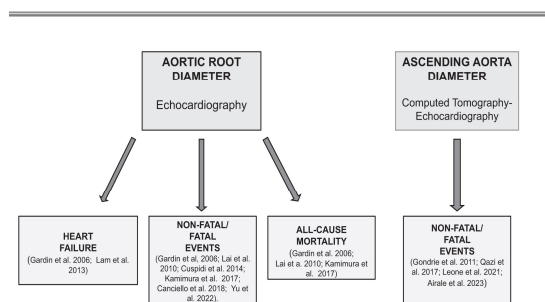 AORTIC ROOT
DIAMETER
Echocardiography
ASCENDING AORTA
DIAMETER
Computed Tomography-
Echocardiography
HEART
FAILURE
(Gardin et al. 2006; Lam et al.
2013)
NON-FATAL/
FATAL
EVENTS
(Gardin et al, 2006; Lai et al.
2010; Cuspidi et al. 2014;
Kamimura et al. 2017;
Canciello et al. 2018; Yu et
al. 2022).
ALL-CAUSE
MORTALITY
(Gardin et al. 2006;
Lai et a. 2010; Kamimura et
al. 2017)
NON-FATAL/
FATAL
EVENTS
(Gondrie et al. 2011; Qazi et
al. 2017; Leone et al. 2021;
Airale et al. 2023)